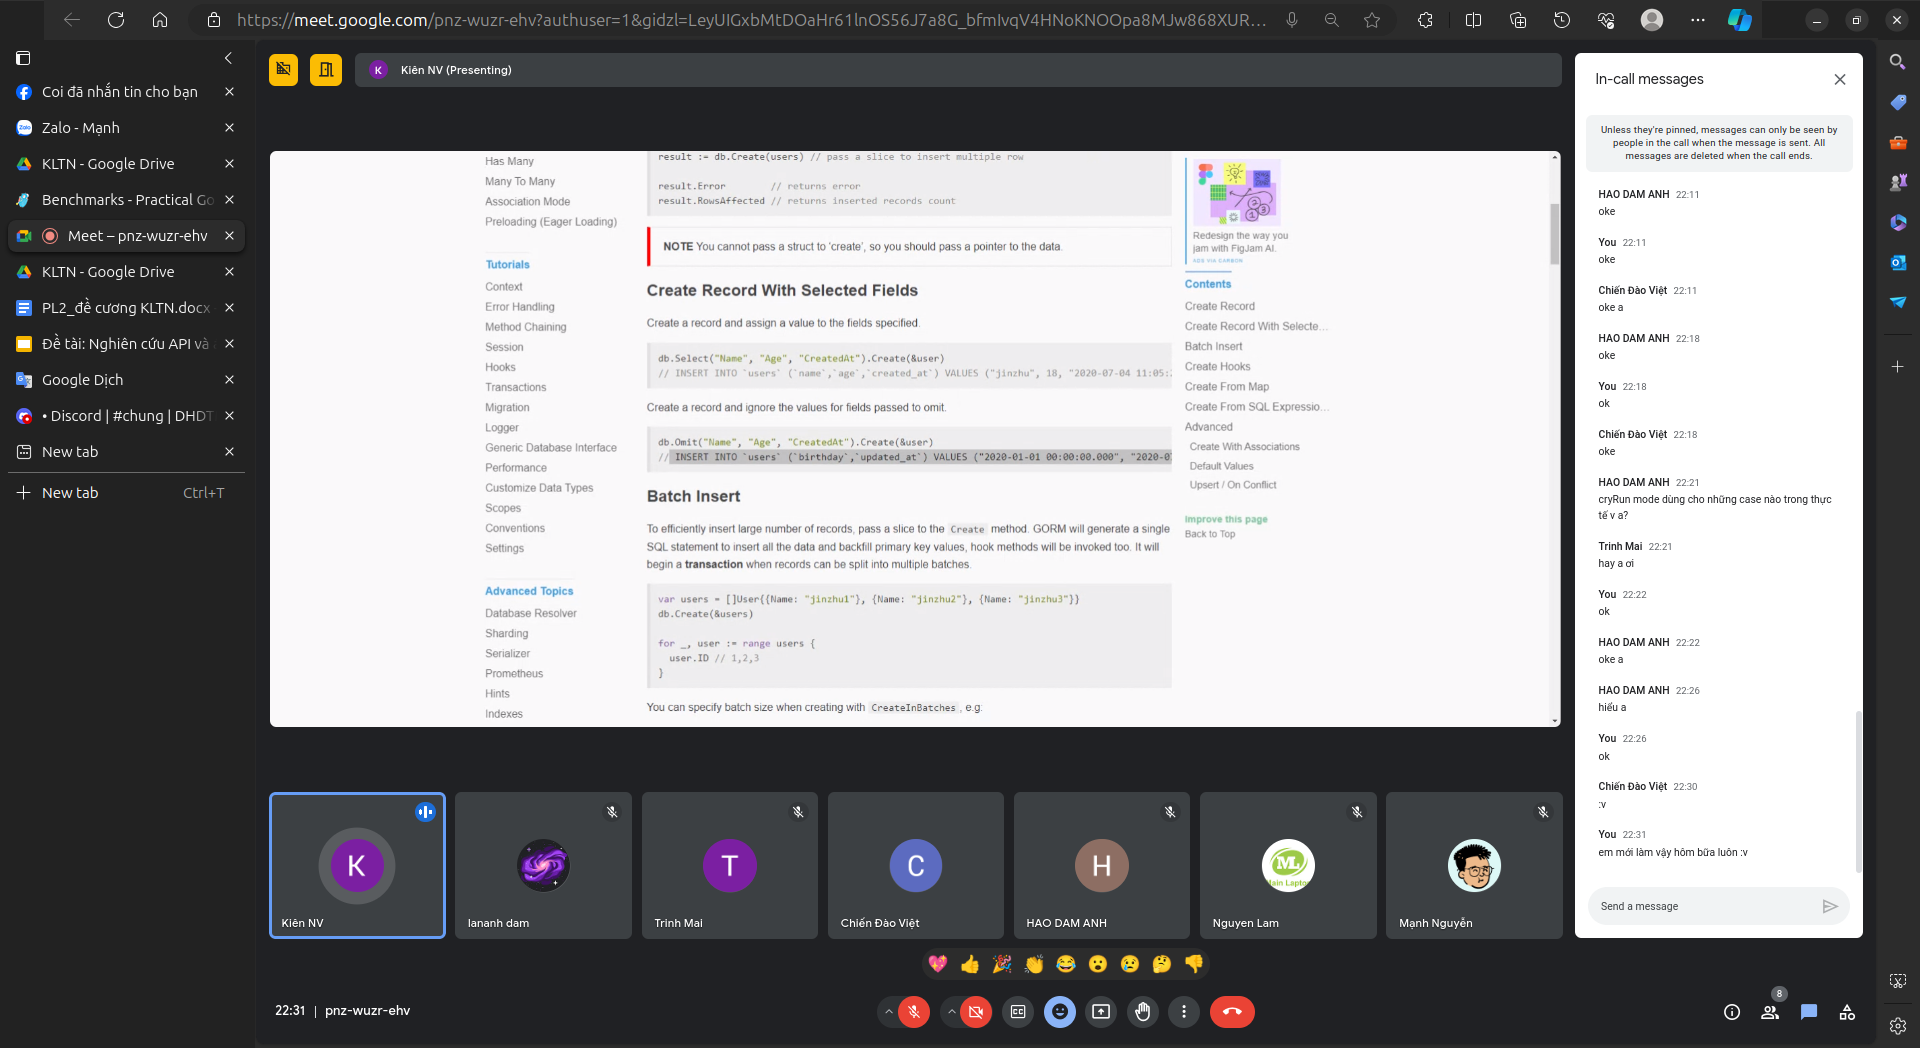 https://meet.google.com/pnz-wuzr-ehv?authuser=1&gidzl=LeyUIGxbMtDOaHr61lnOS56J7a8G_bfmIvqV4HNoKNOOpa8MJw868XUR...
Coi đã nhắn tin cho bạn
Zalo - Mạnh
KLTN - Google Drive
Benchmarks - Practical Go
Meet – pnz-wuzr-ehv
KLTN - Google Drive
PL2_đề cương KLTN.docx
Đề tài: Nghiên cứu API và
Google Dịch
• Discord | #chung | DHDT
New tab
New tab Ctrl+T
K Kiên NV (Presenting)
Has Many
Many To Many
Association Mode
Preloading (Eager Loading)
Tutorials
Context
Error Handling
Method Chaining
Session
Hooks
Transactions
Migration
Logger
Generic Database Interface
Performance
Customize Data Types
Scopes
Conventions
Settings
Advanced Topics
Database Resolver
Sharding
Serializer
Prometheus
Hints
Indexes
result := db.Create(users) // pass a slice to insert multiple row
result.Error // returns error
result.RowsAffected // returns inserted records count
NOTE You cannot pass a struct to 'create', so you should pass a pointer to the data.
Create Record With Selected Fields
Create a record and assign a value to the fields specified.
db.Select("Name", "Age", "CreatedAt").Create(&user)
// INSERT INTO `users` (`name`,`age`,`created_at`) VALUES ("jinzhu", 18, "2020-07-04 11:05:
Create a record and ignore the values for fields passed to omit.
db.Omit("Name", "Age", "CreatedAt").Create(&user)
// INSERT INTO `users` (`birthday`,`updated_at`) VALUES ("2020-01-01 00:00:00.000", "2020-0
Batch Insert
To efficiently insert large number of records, pass a slice to the Create method. GORM will generate a single
SQL statement to insert all the data and backfill primary key values, hook methods will be invoked too. It will
begin a transaction when records can be split into multiple batches.
var users = []User{{Name: "jinzhu1"}, {Name: "jinzhu2"}, {Name: "jinzhu3"}}
db.Create(&users)
for _, user := range users {
user.ID // 1,2,3
}
You can specify batch size when creating with CreateInBatches, e.g:
Redesign the way you
jam with FigJam AI.
ADS VIA CARBON
Contents
Create Record
Create Record With Selecte...
Batch Insert
Create Hooks
Create From Map
Create From SQL Expressio...
Advanced
Create With Associations
Default Values
Upsert / On Conflict
Improve this page
Back to Top
In-call messages
Unless they're pinned, messages can only be seen by
people in the call when the message is sent. All
messages are deleted when the call ends.
HAO DAM ANH 22:11
oke
You 22:11
oke
Chiến Đào Việt 22:11
oke a
HAO DAM ANH 22:18
oke
You 22:18
ok
Chiến Đào Việt 22:18
oke
HAO DAM ANH 22:21
cryRun mode dùng cho những case nào trong thực
tế v a?
Trinh Mai 22:21
hay a ơi
You 22:22
ok
HAO DAM ANH 22:22
oke a
HAO DAM ANH 22:26
hiểu a
You 22:26
ok
Chiến Đào Việt 22:30
:v
You 22:31
em mới làm vậy hôm bữa luôn :v
Send a message
K
Kiên NV
lananh dam
T
Trinh Mai
C
Chiến Đào Việt
H
HAO DAM ANH
ML
Main Laptop
Nguyen Lam
Mạnh Nguyễn
22:31 | pnz-wuzr-ehv
8